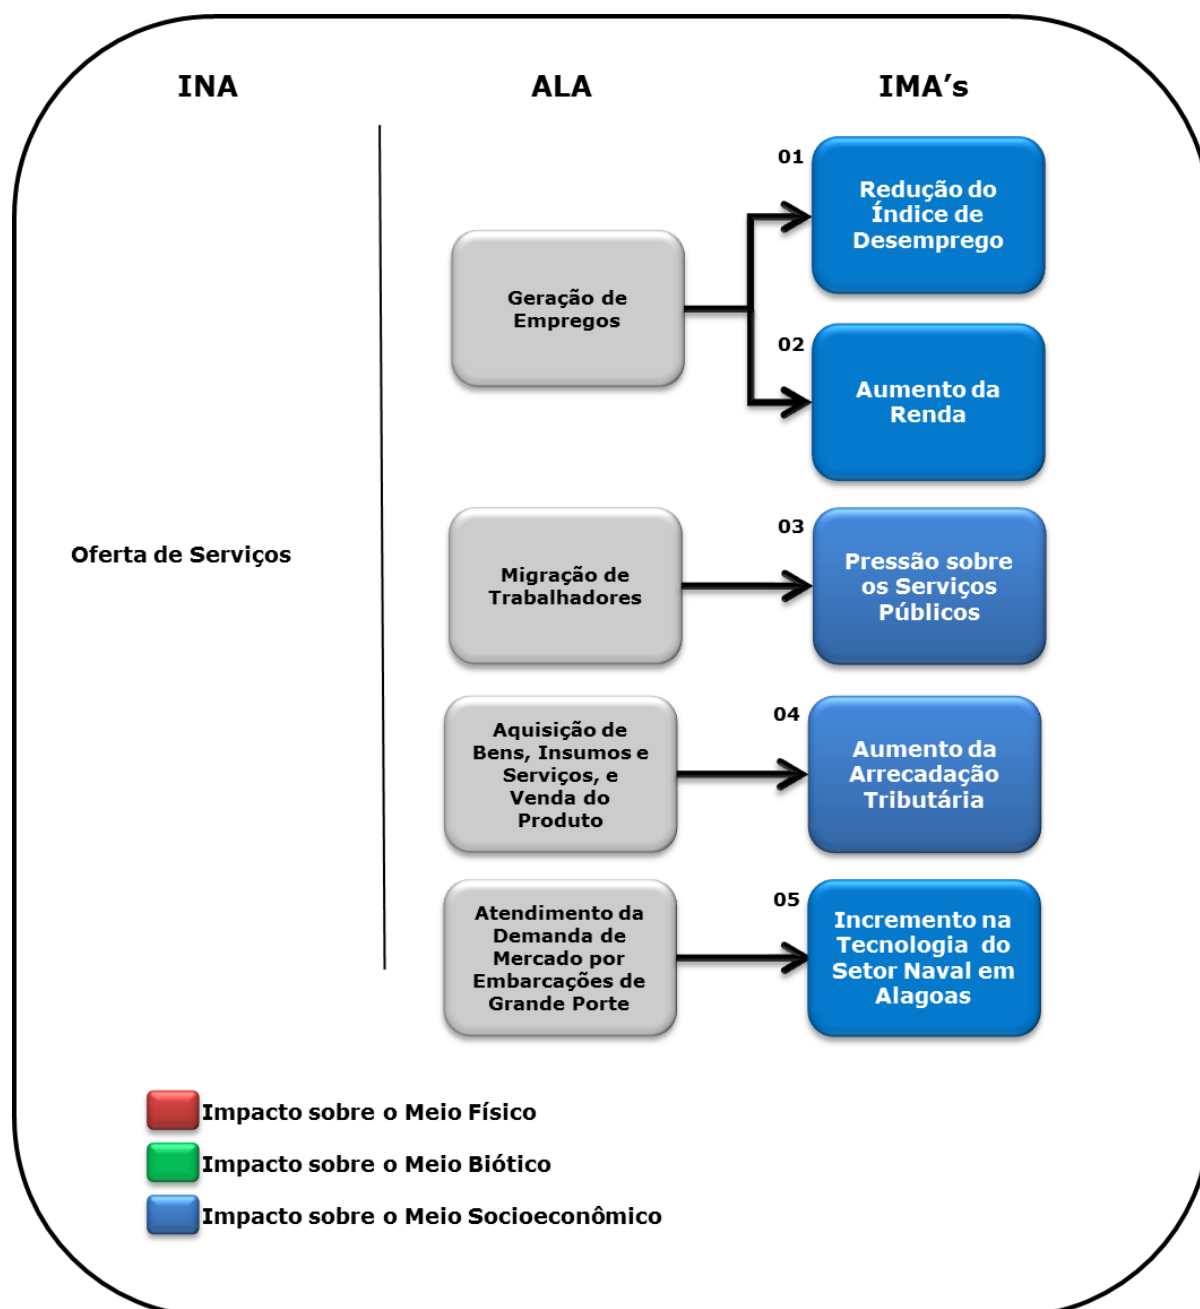 INA
ALA
IMA's
01
Redução do
Índice de
Desemprego
Geração de
Empregos
02
Aumento da
Renda
Oferta de Serviços
Migração de
Trabalhadores
03
Pressão sobre
os Serviços
Públicos
Aquisição de
Bens, Insumos e
Serviços, e
Venda do
Produto
04
Aumento da
Arrecadação
Tributária
Atendimento da
Demanda de
Mercado por
Embarcações de
Grande Porte
05
Incremento na
Tecnologia do
Setor Naval em
Alagoas
Impacto sobre o Meio Físico
Impacto sobre o Meio Biótico
Impacto sobre o Meio Socioeconômico